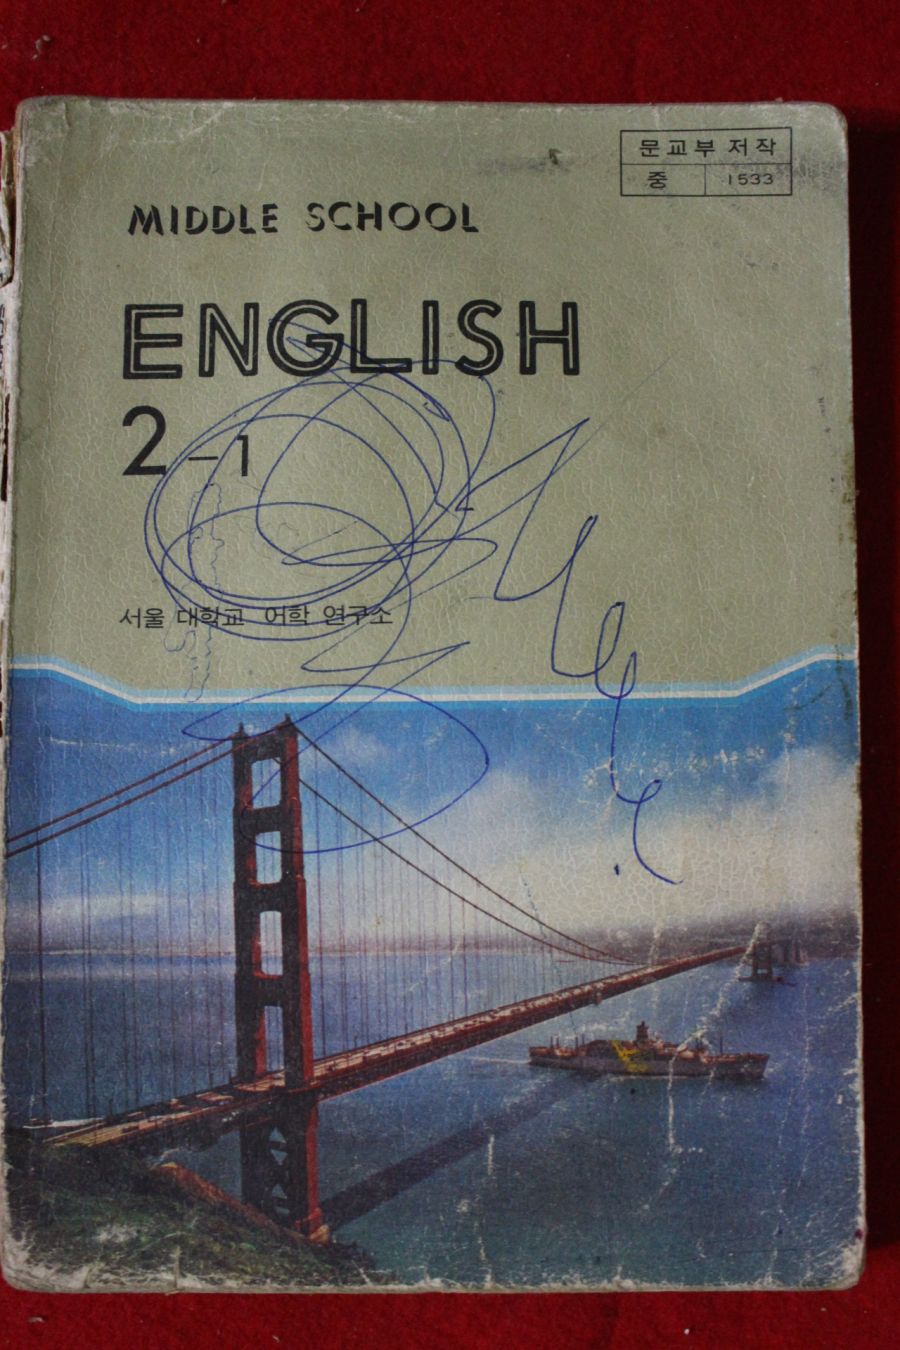 문교부 저작
중 1533
MIDDLE SCHOOL
ENGLISH
2-1
서울 대학교 어학 연구소